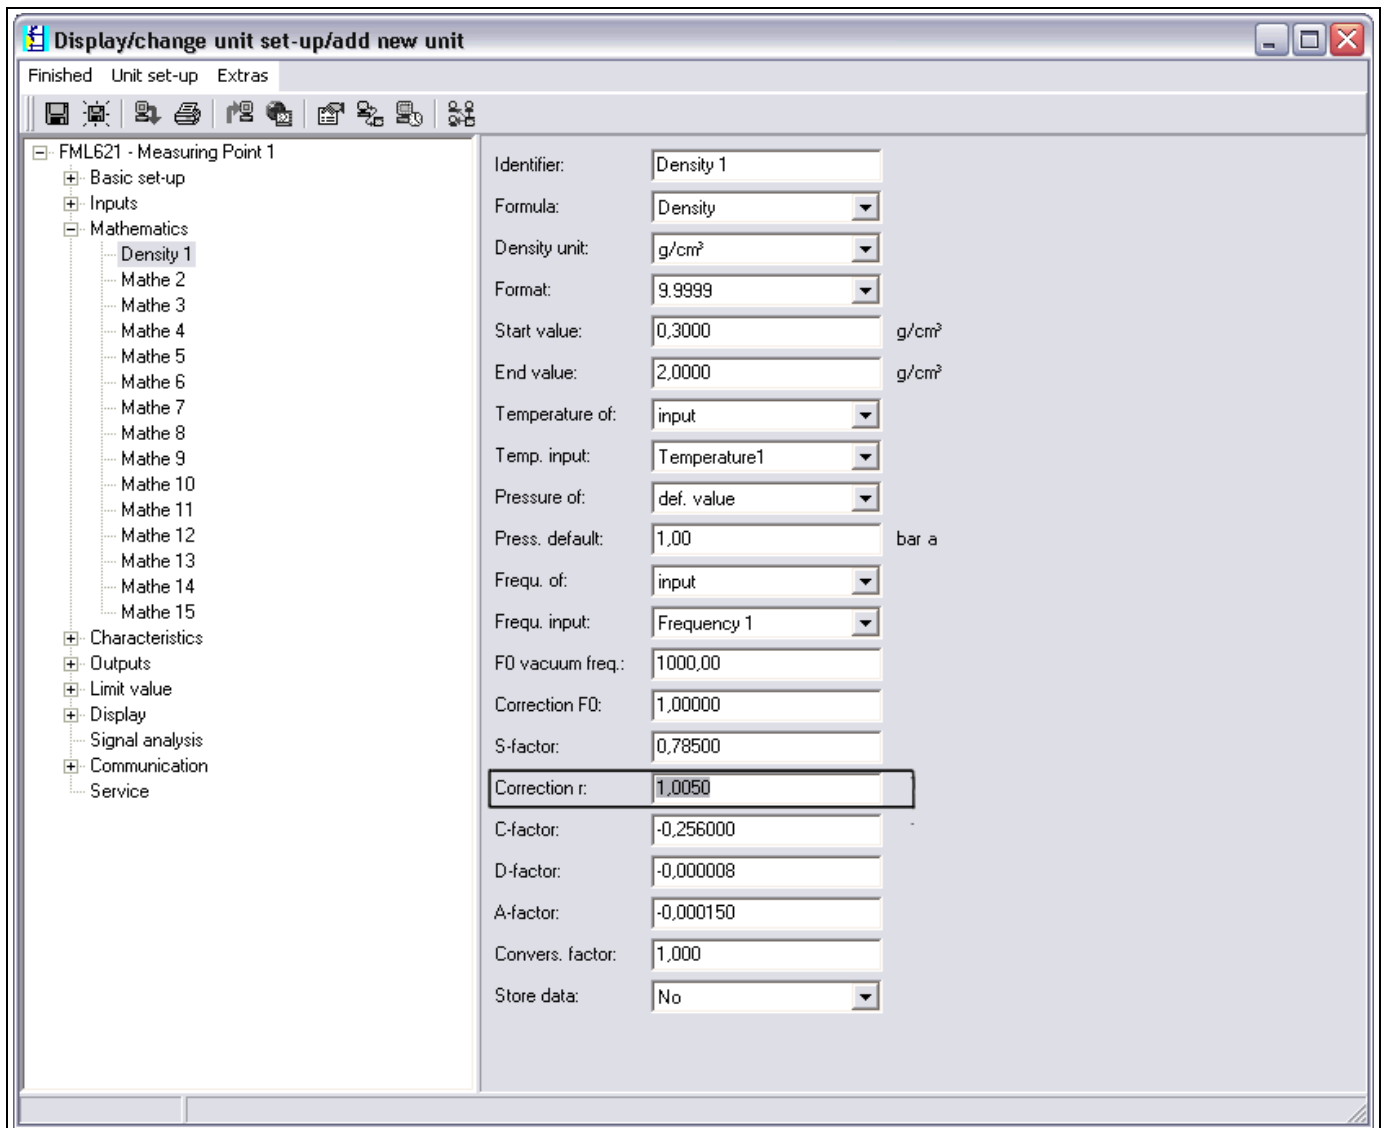 Display/change unit set-up/add new unit
Finished Unit set-up Extras
FML621 - Measuring Point 1
Basic set-up
Inputs
Mathematics
Density 1
Mathe 2
Mathe 3
Mathe 4
Mathe 5
Mathe 6
Mathe 7
Mathe 8
Mathe 9
Mathe 10
Mathe 11
Mathe 12
Mathe 13
Mathe 14
Mathe 15
Characteristics
Outputs
Limit value
Display
Signal analysis
Communication
Service
Identifier: Density 1
Formula: Density
Density unit: g/cm³
Format: 9.9999
Start value: 0,3000 g/cm³
End value: 2,0000 g/cm³
Temperature of: input
Temp. input: Temperature1
Pressure of: def. value
Press. default: 1,00 bar a
Frequ. of: input
Frequ. input: Frequency 1
F0 vacuum freq.: 1000,00
Correction F0: 1,00000
S-factor: 0,78500
Correction r: 1,0050
C-factor: -0,256000
D-factor: -0,000008
A-factor: -0,000150
Convers. factor: 1,000
Store data: No